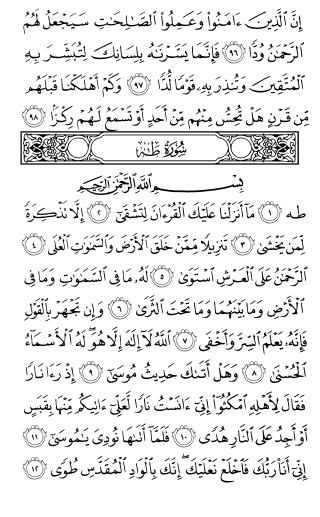 إِنَّ ٱلَّذِينَ ءَامَنُوا۟ وَعَمِلُوا۟ ٱلصَّـٰلِحَـٰتِ سَيَجْعَلُ لَهُمُ
ٱلرَّحْمَـٰنُ وُدًّا ٩٦ فَإِنَّمَا يَسَّرْنَـٰهُ بِلِسَانِكَ لِتُبَشِّرَ بِهِ
ٱلْمُتَّقِينَ وَتُنذِرَ بِهِۦ قَوْمًا لُّدًّا ٩٧ وَكَمْ أَهْلَكْنَا قَبْلَهُم
مِّن قَرْنٍ هَلْ تُحِسُّ مِنْهُم مِّنْ أَحَدٍ أَوْ تَسْمَعُ لَهُمْ رِكْزًۢا ٩٨
سُورَةُ طه
بِسْمِ ٱللَّهِ ٱلرَّحْمَـٰنِ ٱلرَّحِيمِ
طه ١ مَآ أَنزَلْنَا عَلَيْكَ ٱلْقُرْءَانَ لِتَشْقَىٰٓ ٢ إِلَّا تَذْكِرَةً
لِّمَن يَخْشَىٰ ٣ تَنزِيلًا مِّمَّنْ خَلَقَ ٱلْأَرْضَ وَٱلسَّمَـٰوَٰتِ ٱلْعُلَى ٤
ٱلرَّحْمَـٰنُ عَلَى ٱلْعَرْشِ ٱسْتَوَىٰ ٥ لَهُۥ مَا فِى ٱلسَّمَـٰوَٰتِ وَمَا فِى
ٱلْأَرْضِ وَمَا بَيْنَهُمَا وَمَا تَحْتَ ٱلثَّرَىٰ ٦ وَإِن تَجْهَرْ بِٱلْقَوْلِ
فَإِنَّهُۥ يَعْلَمُ ٱلسِّرَّ وَأَخْفَى ٧ ٱللَّهُ لَآ إِلَـٰهَ إِلَّا هُوَ ۖ لَهُ ٱلْأَسْمَآءُ
ٱلْحُسْنَىٰ ٨ وَهَلْ أَتَىٰكَ حَدِيثُ مُوسَىٰٓ ٩ إِذْ رَءَا نَارًا
فَقَالَ لِأَهْلِهِ ٱمْكُثُوٓا۟ إِنِّىٓ ءَانَسْتُ نَارًا لَّعَلِّىٓ ءَاتِيكُم مِّنْهَا بِقَبَسٍ
أَوْ أَجِدُ عَلَى ٱلنَّارِ هُدًى ١٠ فَلَمَّآ أَتَىٰهَا نُودِىَ يَـٰمُوسَىٰٓ ١١
إِنِّىٓ أَنَا۠ رَبُّكَ فَٱخْلَعْ نَعْلَيْكَ ۖ إِنَّكَ بِٱلْوَادِ ٱلْمُقَدَّسِ طُوًى ١٢